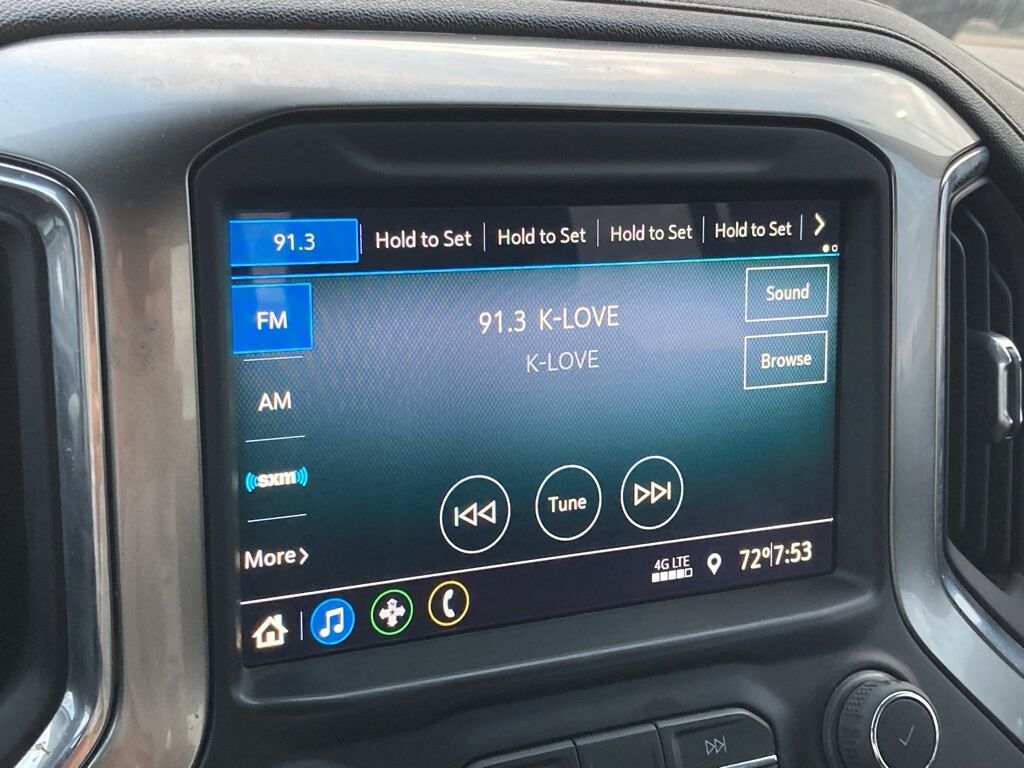 91.3
Hold to Set
Hold to Set
Hold to Set
Hold to Set
FM
91.3 K-LOVE
Sound
K-LOVE
Browse
AM
sxm
Tune
More
4G LTE
72° 7:53